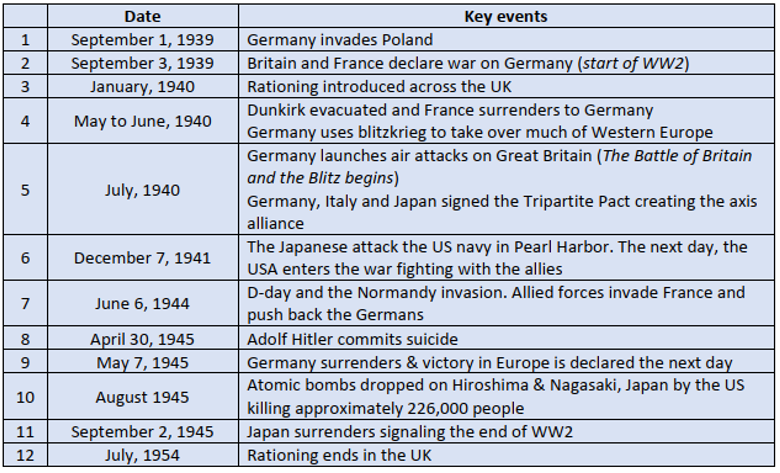 Date Key events
1 September 1, 1939 Germany invades Poland
2 September 3, 1939 Britain and France declare war on Germany (start of WW2)
3 January, 1940 Rationing introduced across the UK
4 May to June, 1940 Dunkirk evacuated and France surrenders to Germany
Germany uses blitzkrieg to take over much of Western Europe
5 July, 1940 Germany launches air attacks on Great Britain (The Battle of Britain
and the Blitz begins)
Germany, Italy and Japan signed the Tripartite Pact creating the axis
alliance
6 December 7, 1941 The Japanese attack the US navy in Pearl Harbor. The next day, the
USA enters the war fighting with the allies
7 June 6, 1944 D-day and the Normandy invasion. Allied forces invade France and
push back the Germans
8 April 30, 1945 Adolf Hitler commits suicide
9 May 7, 1945 Germany surrenders & victory in Europe is declared the next day
10 August 1945 Atomic bombs dropped on Hiroshima & Nagasaki, Japan by the US
killing approximately 226,000 people
11 September 2, 1945 Japan surrenders signaling the end of WW2
12 July, 1954 Rationing ends in the UK